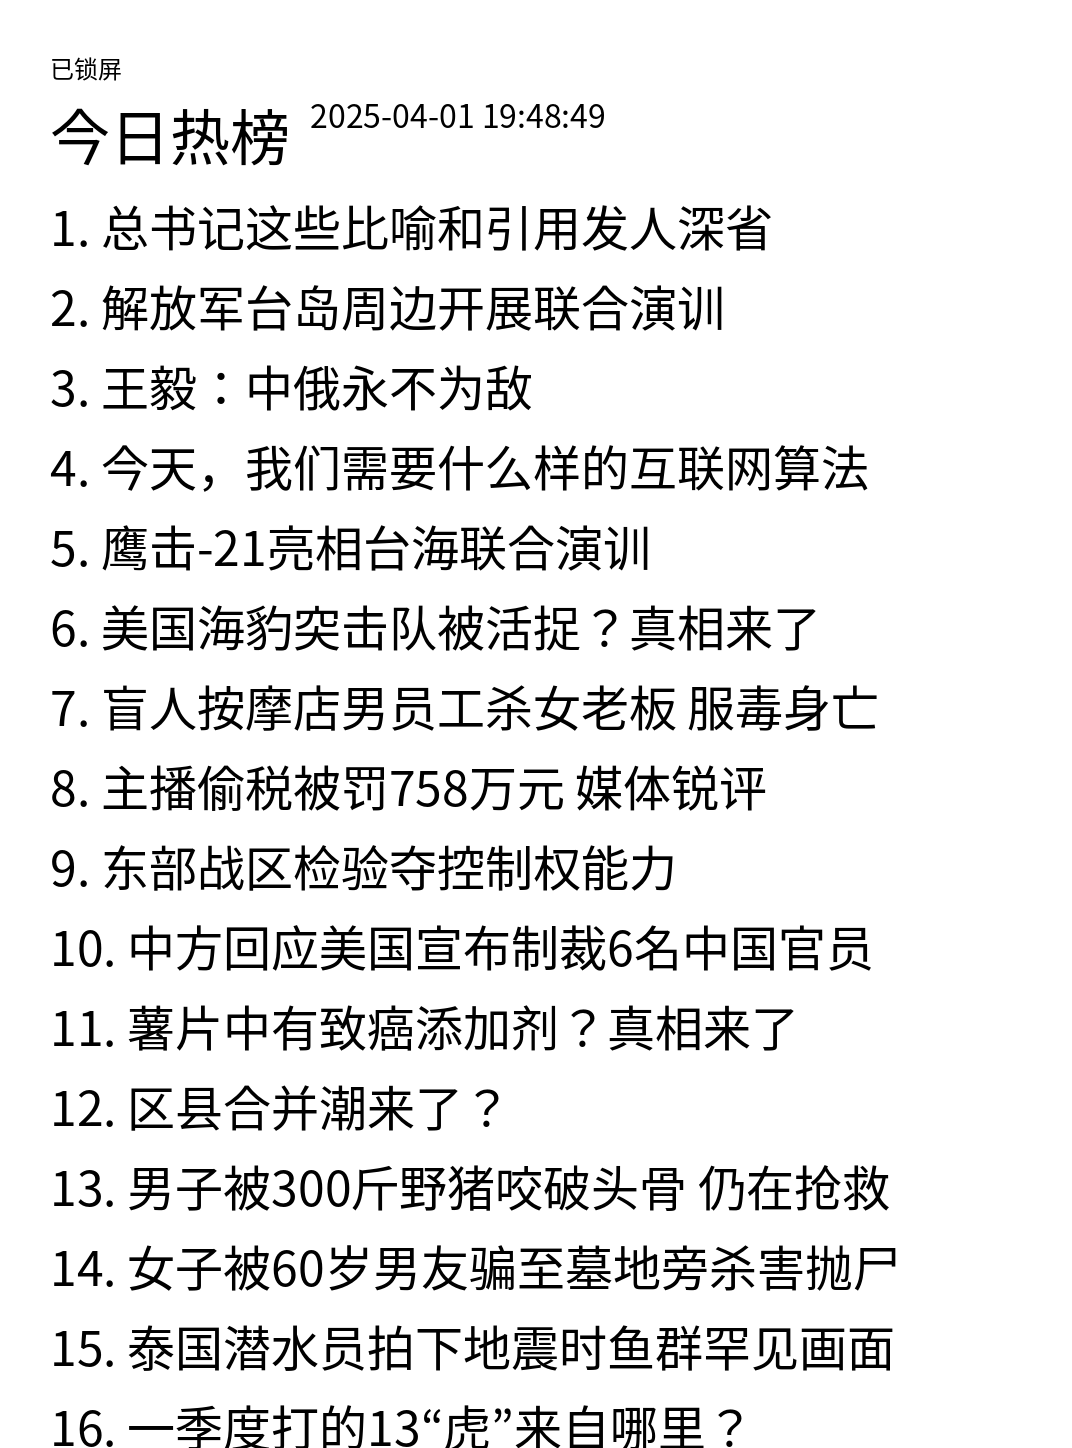 已锁屏
今日热榜 2025-04-01 19:48:49
1. 总书记这些比喻和引用发人深省
2. 解放军台岛周边开展联合演训
3. 王毅：中俄永不为敌
4. 今天，我们需要什么样的互联网算法
5. 鹰击-21亮相台海联合演训
6. 美国海豹突击队被活捉？真相来了
7. 盲人按摩店男员工杀女老板 服毒身亡
8. 主播偷税被罚758万元 媒体锐评
9. 东部战区检验夺控制权能力
10. 中方回应美国宣布制裁6名中国官员
11. 薯片中有致癌添加剂？真相来了
12. 区县合并潮来了？
13. 男子被300斤野猪咬破头骨 仍在抢救
14. 女子被60岁男友骗至墓地旁杀害抛尸
15. 泰国潜水员拍下地震时鱼群罕见画面
16. 一季度打的13“虎”来自哪里？